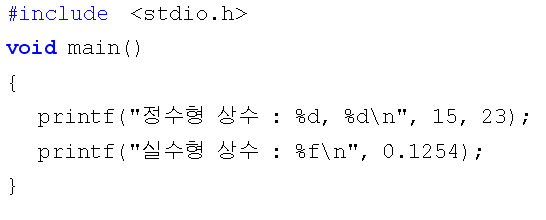 #include <stdio.h>
void main()
{
printf("정수형 상수 : %d, %d\n", 15, 23);
printf("실수형 상수 : %f\n", 0.1254);
}